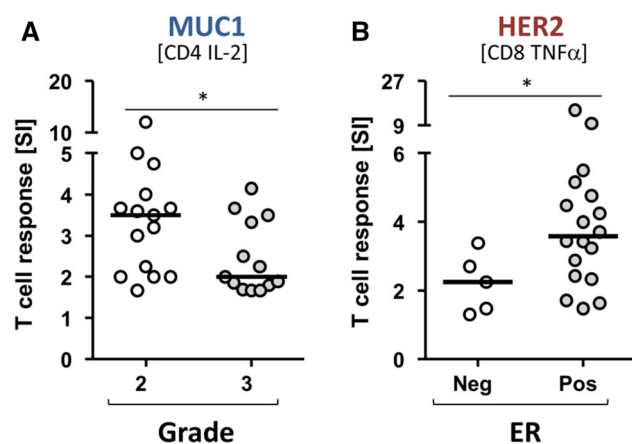 A
MUC1
[CD4 IL-2]
*
T cell response [SI]
20
10
5
4
3
2
1
0
2
3
Grade
B
HER2
[CD8 TNFα]
*
T cell response [SI]
27
9
6
4
2
0
Neg
Pos
ER